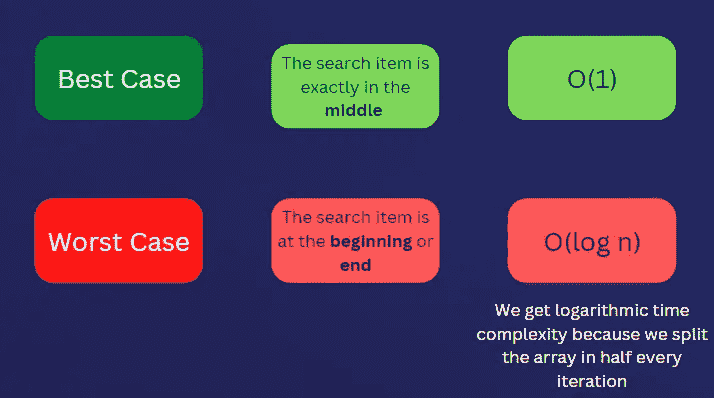 Best Case
The search item is
exactly in the
middle
O(1)
Worst Case
The search item is
at the beginning or
end
O(log n)
We get logarithmic time
complexity because we split
the array in half every
iteration